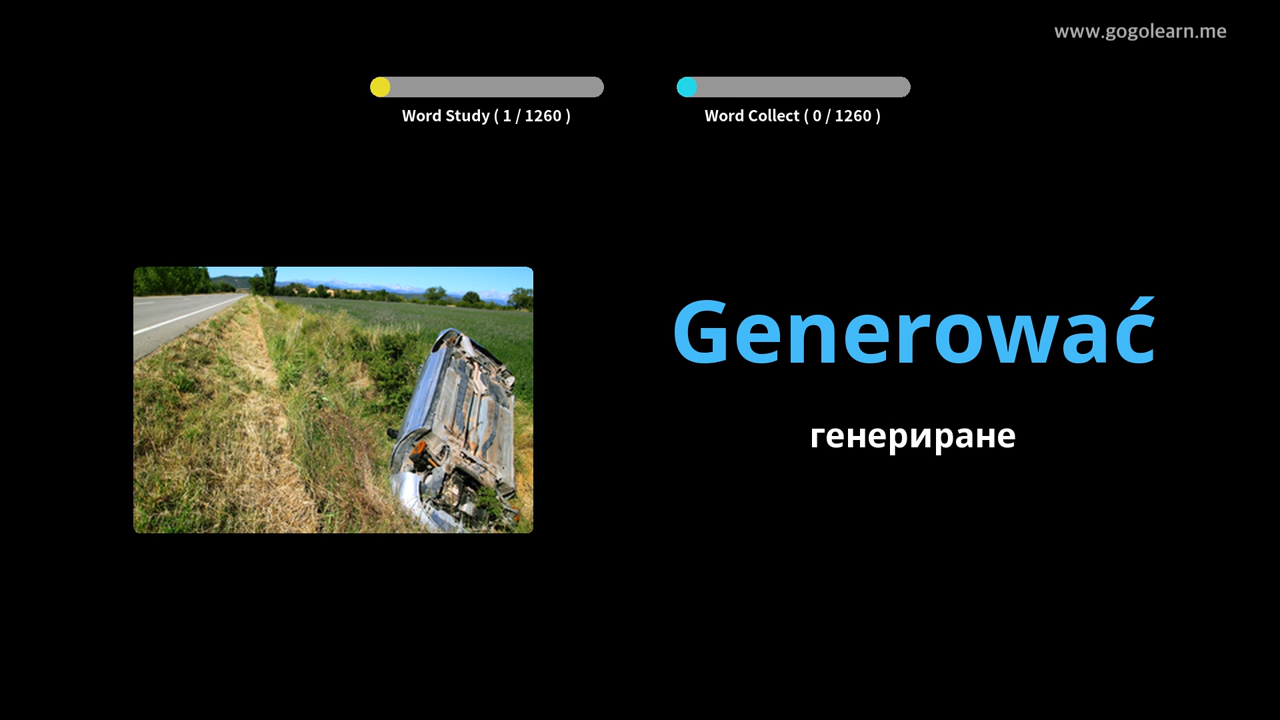 www.gogolearn.me
Word Study ( 1 / 1260 )
Word Collect ( 0 / 1260 )
Generować
генериране